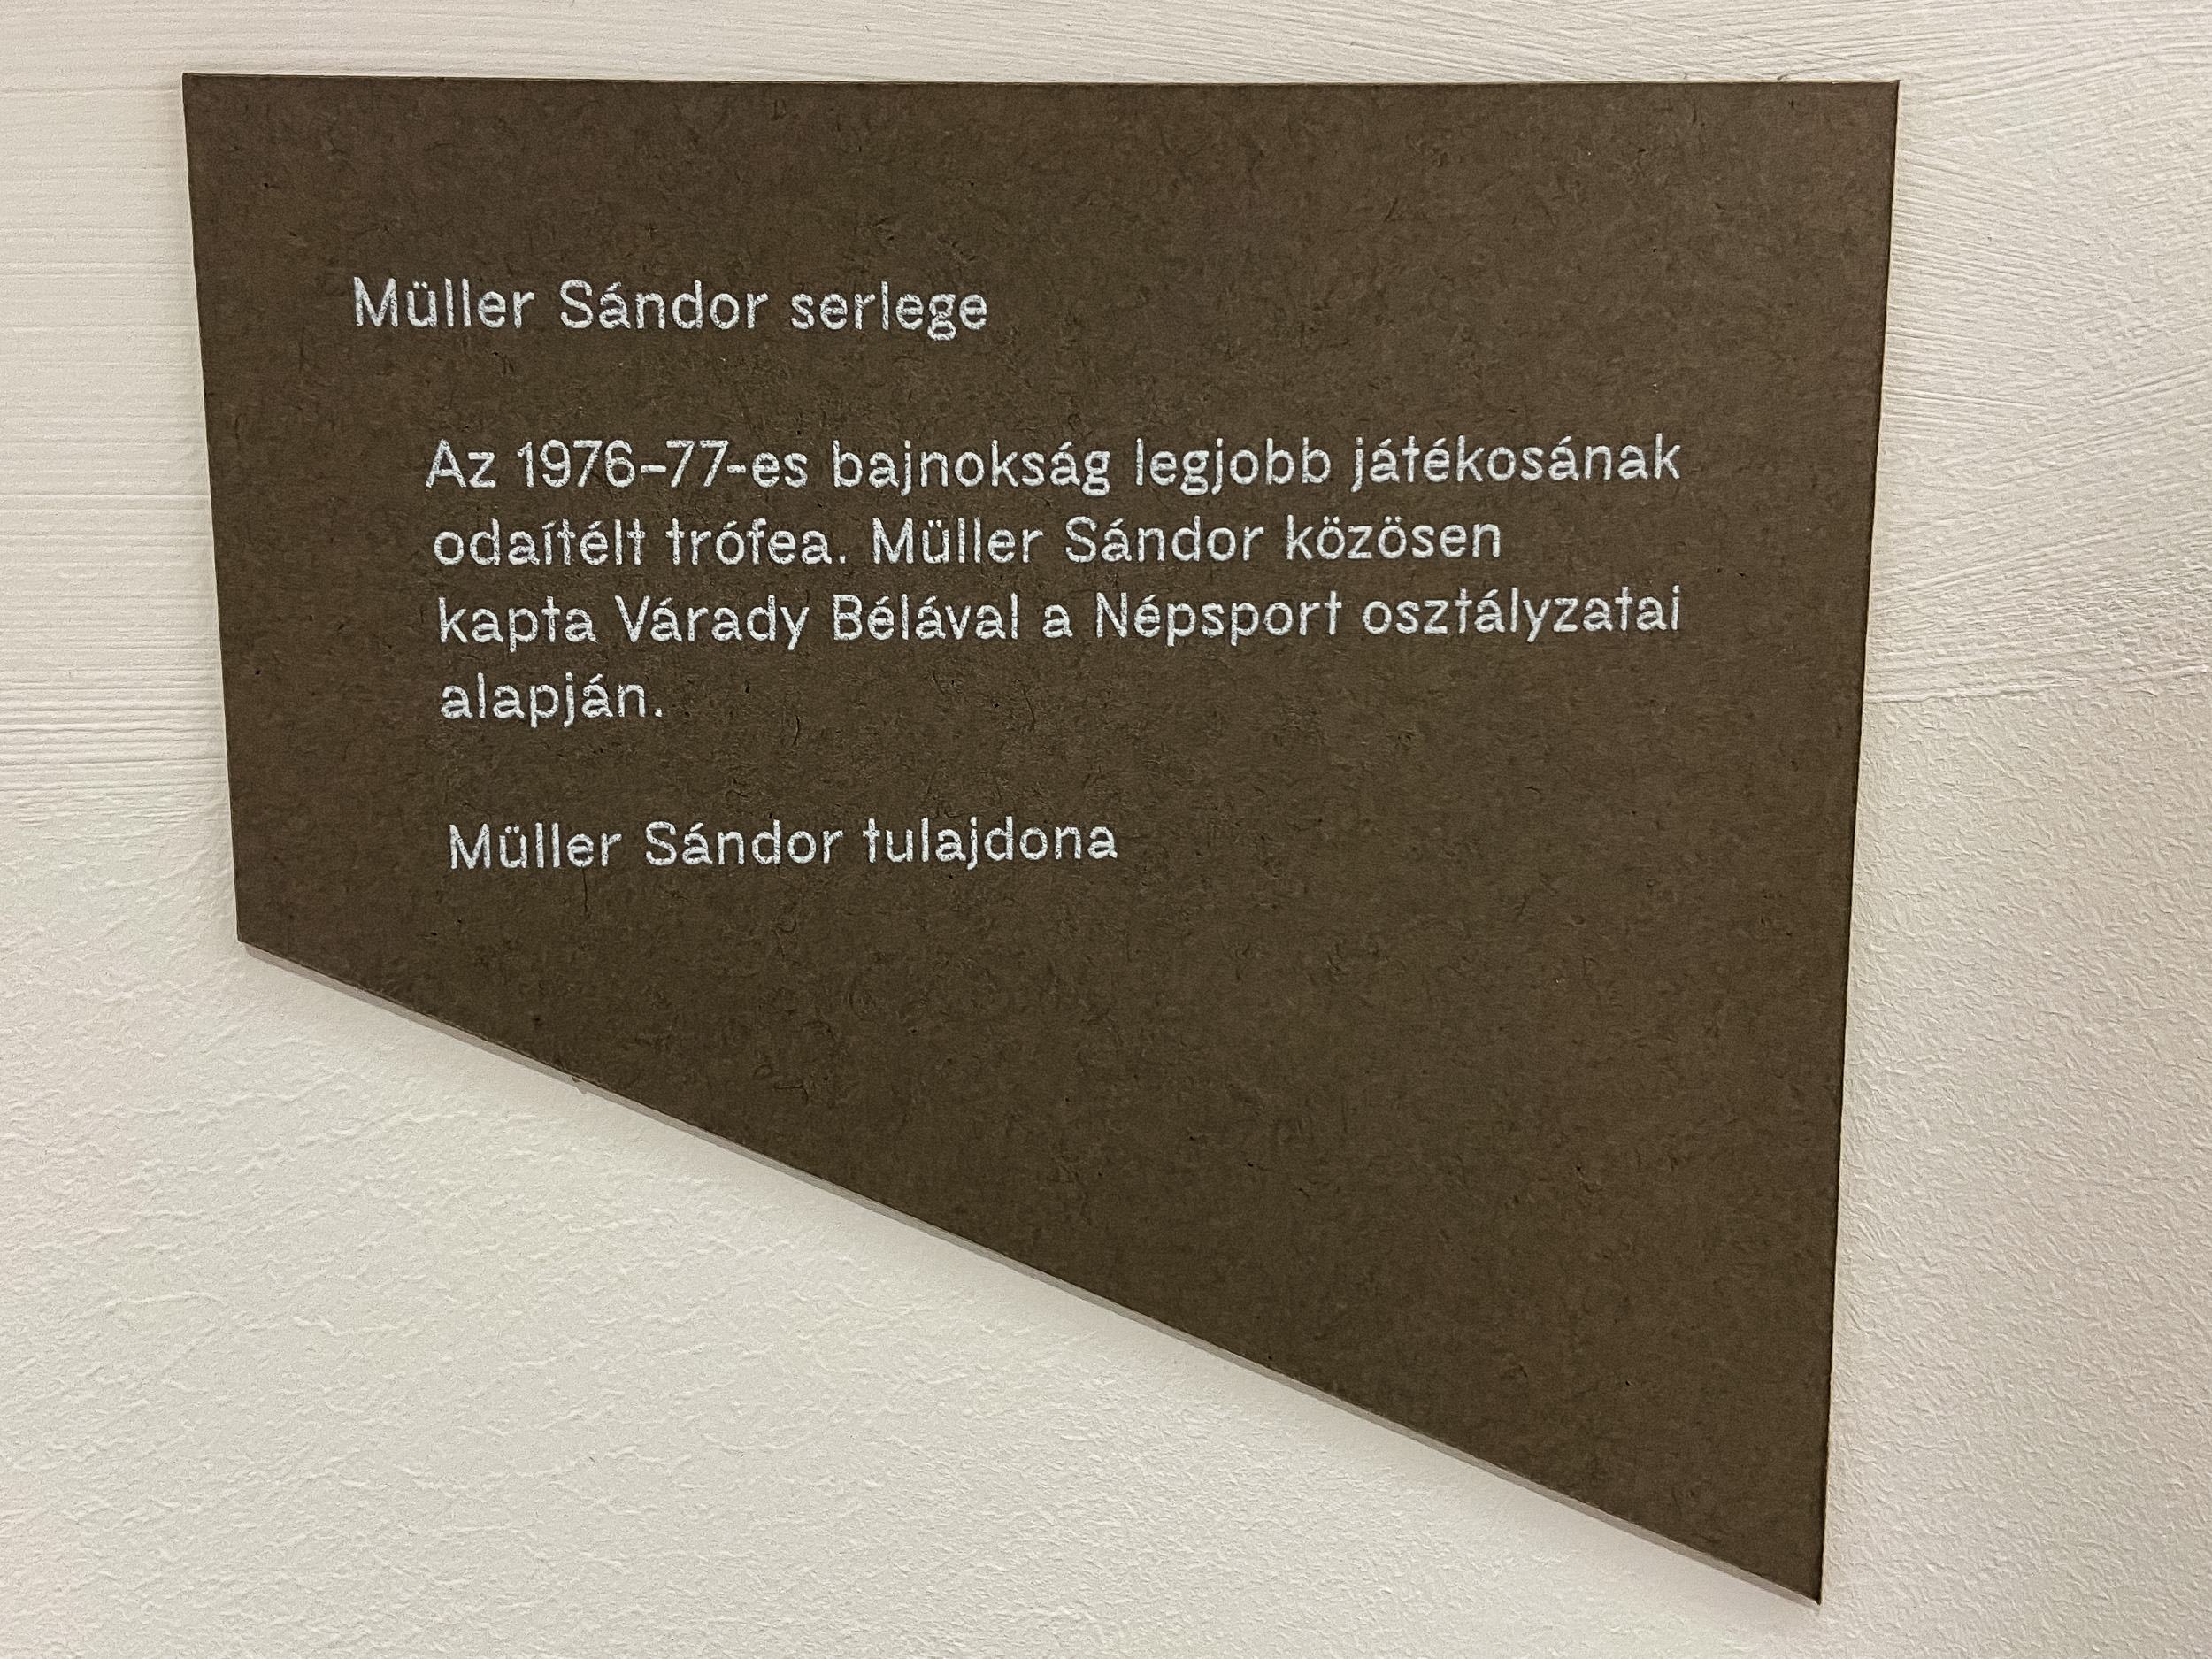 Müller Sándor serlege
Az 1976–77-es bajnokság legjobb játékosának
odaítélt trófea. Müller Sándor közösen
kapta Várady Bélával a Népsport osztályzatai
alapján.
Müller Sándor tulajdona